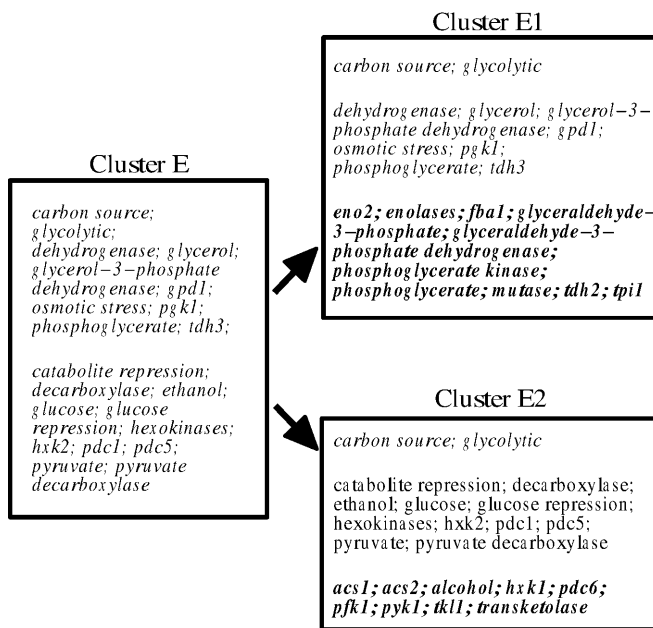 Cluster E
carbon source;
glycolytic;
dehydrogenase; glycerol;
glycerol−3−phosphate
dehydrogenase; gpd1;
osmotic stress; pgk1;
phosphoglycerate; tdh3;
catabolite repression;
decarboxylase; ethanol;
glucose; glucose
repression; hexokinases;
hxk2; pdc1; pdc5;
pyruvate; pyruvate
decarboxylase
Cluster E1
carbon source; glycolytic
dehydrogenase; glycerol; glycerol−3−
phosphate dehydrogenase; gpd1;
osmotic stress; pgk1;
phosphoglycerate; tdh3
eno2; enolases; fba1; glyceraldehyde−
3−phosphate; glyceraldehyde−3−
phosphate dehydrogenase;
phosphoglycerate kinase;
phosphoglycerate; mutase; tdh2; tpi1
Cluster E2
carbon source; glycolytic
catabolite repression; decarboxylase;
ethanol; glucose; glucose repression;
hexokinases; hxk2; pdc1; pdc5;
pyruvate; pyruvate decarboxylase
acs1; acs2; alcohol; hxk1; pdc6;
pfk1; pyk1; tkl1; transketolase